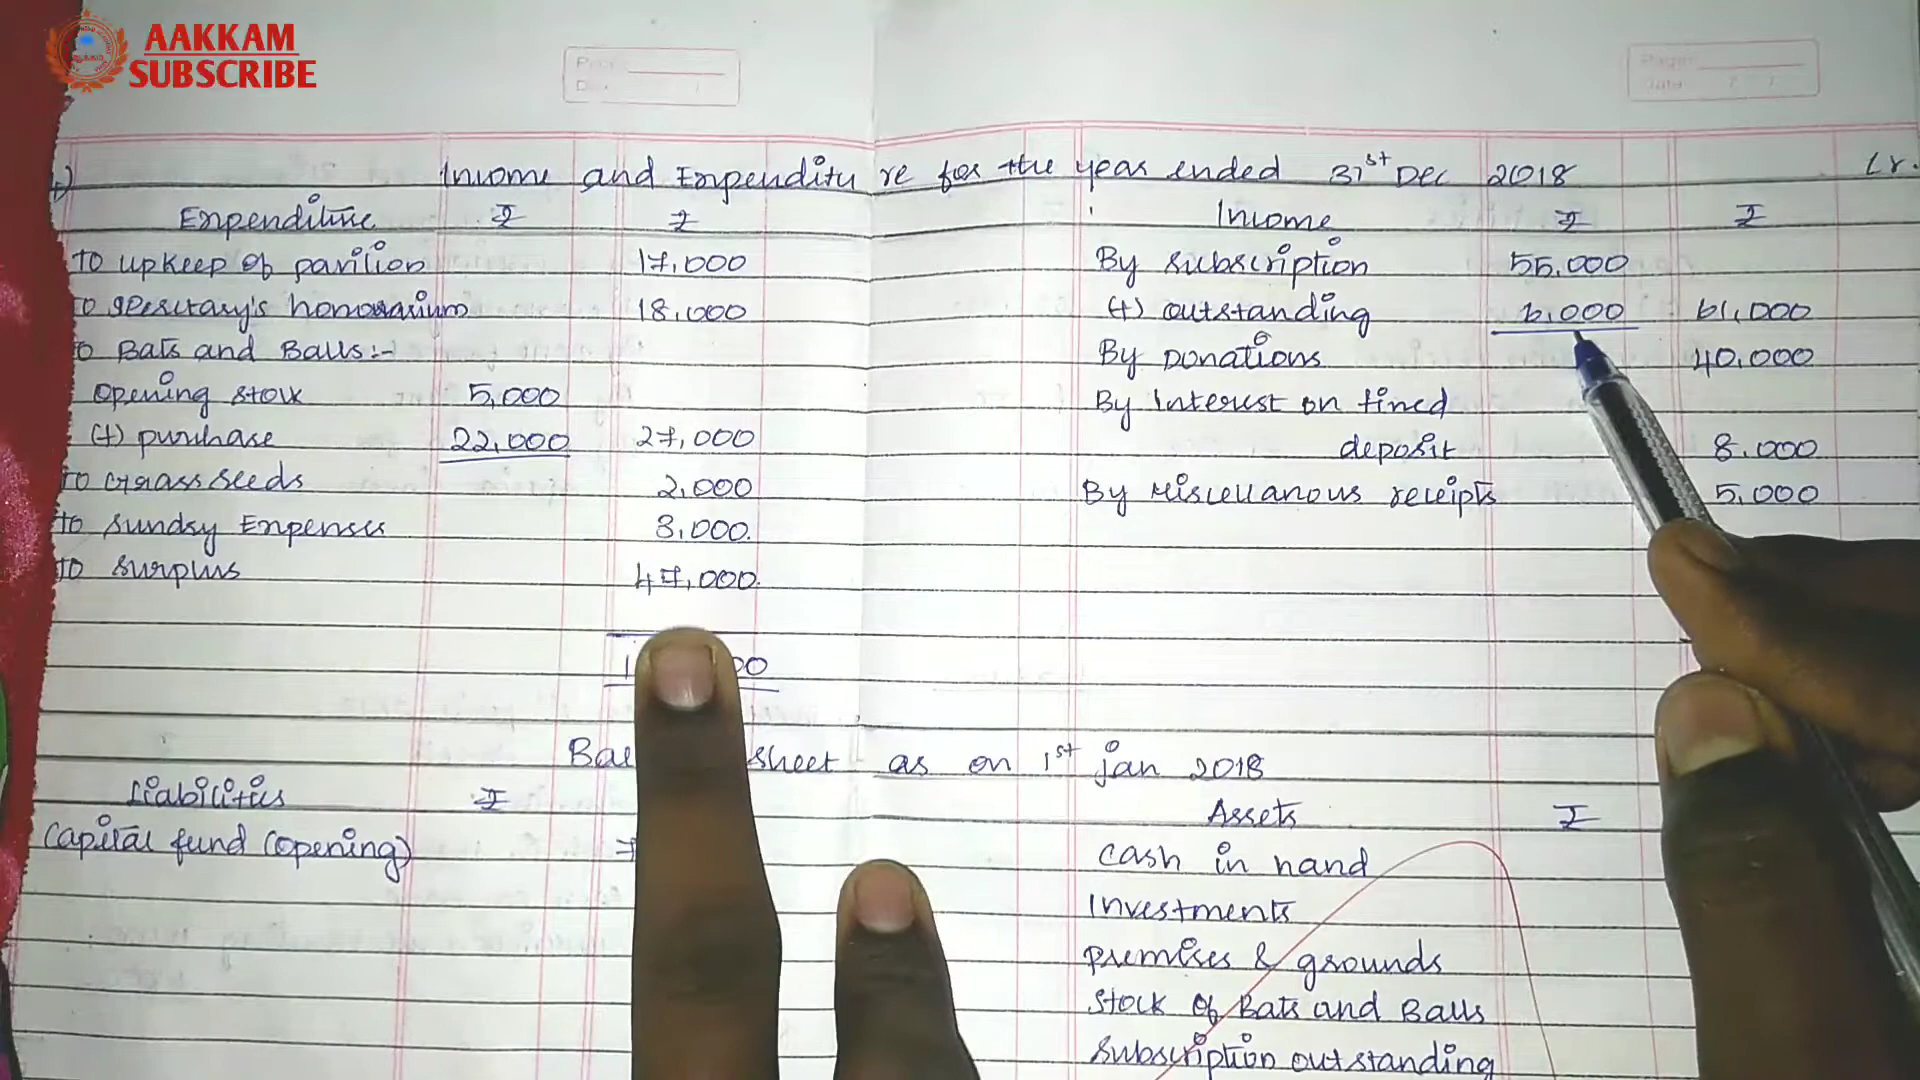 AAKKAM
SUBSCRIBE
Page:
Date:
Income and Expenditure for the year ended 31st Dec 2018 Cr.
Expenditure ₹ ₹ Income ₹ ₹
To upkeep of pavilion 17,000 By subscription 55,000
To Secretary's honorarium 18,000 (+) outstanding 6,000 61,000
To Bats and Balls:- By Donations 40,000
Opening stock 5,000 By Interest on fixed
(+) purchase 22,000 27,000 deposit 8,000
To Grass seeds 2,000 By Miscellanous receipts 5,000
To Sundry Expenses 3,000
To Surplus 47,000
sheet as on 1st Jan 2018
Liabilities ₹ Assets ₹
Capital fund (opening) Cash in hand
Investments
Premises & grounds
Stock of Bats and Balls
Subscription outstanding